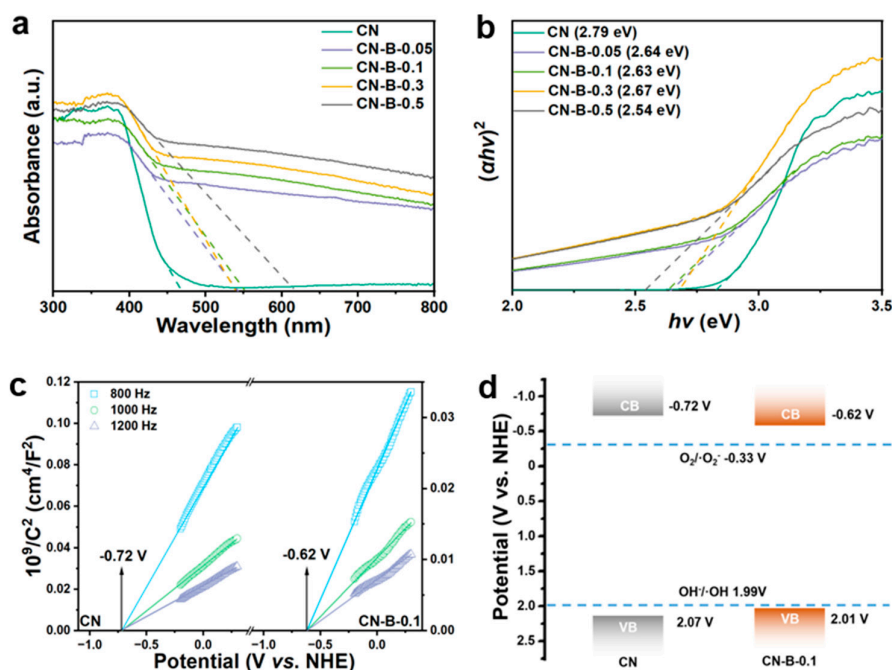 a
CN
CN-B-0.05
CN-B-0.1
CN-B-0.3
CN-B-0.5
Absorbance (a.u.)
300 400 500 600 700 800
Wavelength (nm)
b
CN (2.79 eV)
CN-B-0.05 (2.64 eV)
CN-B-0.1 (2.63 eV)
CN-B-0.3 (2.67 eV)
CN-B-0.5 (2.54 eV)
(αhν)²
2.0 2.5 3.0 3.5
hν (eV)
c
800 Hz
1000 Hz
1200 Hz
10⁹/C² (cm⁴/F²)
0.12
0.10
0.08
0.06
0.04
0.02
0.00
0.03
0.02
0.01
0.00
-0.72 V
-0.62 V
CN
CN-B-0.1
-1.0 -0.5 0.0 -1.0 -0.5 0.0
Potential (V vs. NHE)
d
Potential (V vs. NHE)
-1.0
-0.5
0
0.5
1.0
1.5
2.0
2.5
CB
-0.72 V
CB
-0.62 V
O₂/·O₂⁻ -0.33 V
OH⁻/·OH 1.99V
VB
2.07 V
VB
2.01 V
CN
CN-B-0.1